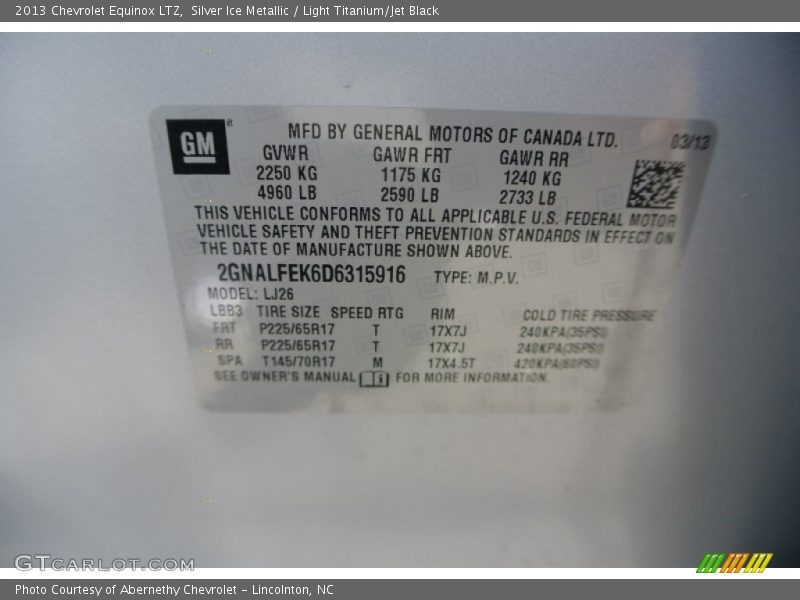 2013 Chevrolet Equinox LTZ, Silver Ice Metallic / Light Titanium/Jet Black
GM®
MFD BY GENERAL MOTORS OF CANADA LTD. 03/13
GVWR GAWR FRT GAWR RR
2250 KG 1175 KG 1240 KG
4960 LB 2590 LB 2733 LB
THIS VEHICLE CONFORMS TO ALL APPLICABLE U.S. FEDERAL MOTOR
VEHICLE SAFETY AND THEFT PREVENTION STANDARDS IN EFFECT ON
THE DATE OF MANUFACTURE SHOWN ABOVE.
2GNALFEK6D6315916 TYPE: M.P.V.
MODEL: LJ26
LBB3 TIRE SIZE SPEED RTG RIM COLD TIRE PRESSURE
FRT P225/65R17 T 17X7J 240KPA(35PSI)
RR P225/65R17 T 17X7J 240KPA(35PSI)
SPA T145/70R17 M 17X4.5T 420KPA(60PSI)
SEE OWNER'S MANUAL FOR MORE INFORMATION.
GTCARLOT.COM
Photo Courtesy of Abernethy Chevrolet – Lincolnton, NC